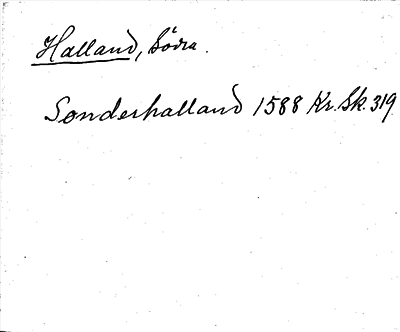 Halland, Södra.
Sønderhalland 1588 Kr. Sk. 319